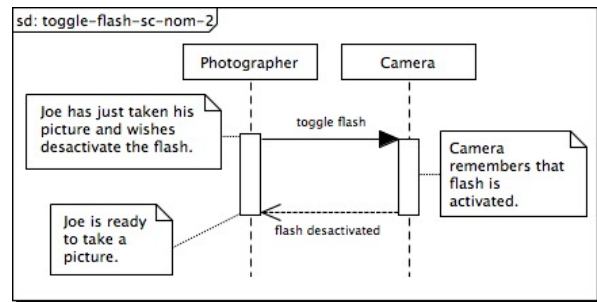 sd: toggle-flash-sc-nom-2
Photographer
Camera
Joe has just taken his
picture and wishes
desactivate the flash.
toggle flash
Camera
remembers that
flash is
activated.
flash desactivated
Joe is ready
to take a
picture.